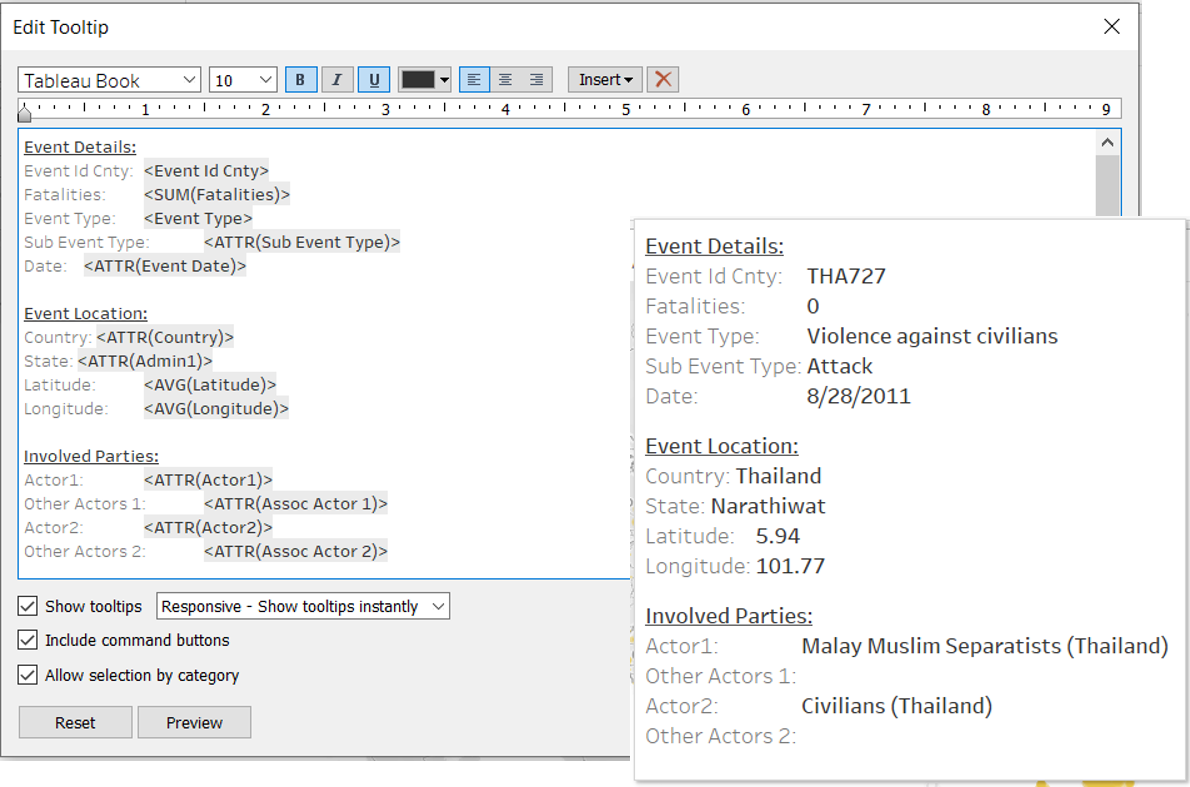 Edit Tooltip
Tableau Book 10 B I U Insert
1 2 3 4 5 6 7 8 9
Event Details:
Event Id Cnty: <Event Id Cnty>
Fatalities: <SUM(Fatalities)>
Event Type: <Event Type>
Sub Event Type: <ATTR(Sub Event Type)>
Date: <ATTR(Event Date)>
Event Location:
Country: <ATTR(Country)>
State: <ATTR(Admin1)>
Latitude: <AVG(Latitude)>
Longitude: <AVG(Longitude)>
Involved Parties:
Actor1: <ATTR(Actor1)>
Other Actors 1: <ATTR(Assoc Actor 1)>
Actor2: <ATTR(Actor2)>
Other Actors 2: <ATTR(Assoc Actor 2)>
Show tooltips Responsive - Show tooltips instantly
Include command buttons
Allow selection by category
Reset Preview
Event Details:
Event Id Cnty: THA727
Fatalities: 0
Event Type: Violence against civilians
Sub Event Type: Attack
Date: 8/28/2011
Event Location:
Country: Thailand
State: Narathiwat
Latitude: 5.94
Longitude: 101.77
Involved Parties:
Actor1: Malay Muslim Separatists (Thailand)
Other Actors 1:
Actor2: Civilians (Thailand)
Other Actors 2: